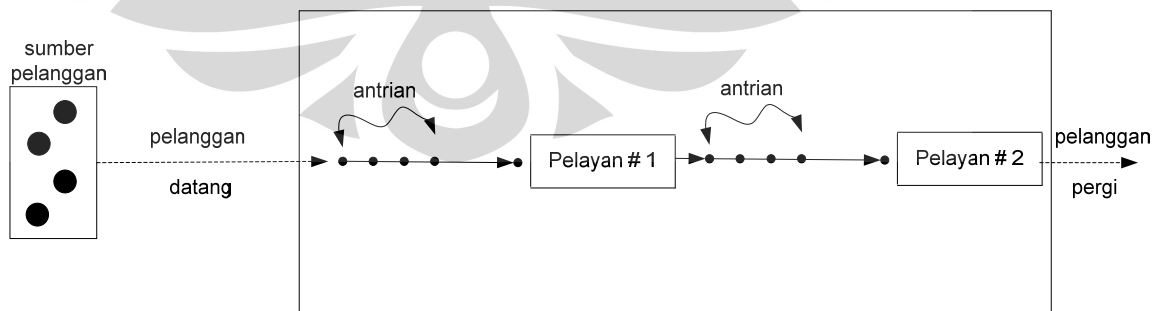 sumber
pelanggan
pelanggan
datang
antrian
Pelayan # 1
antrian
Pelayan # 2
pelanggan
pergi